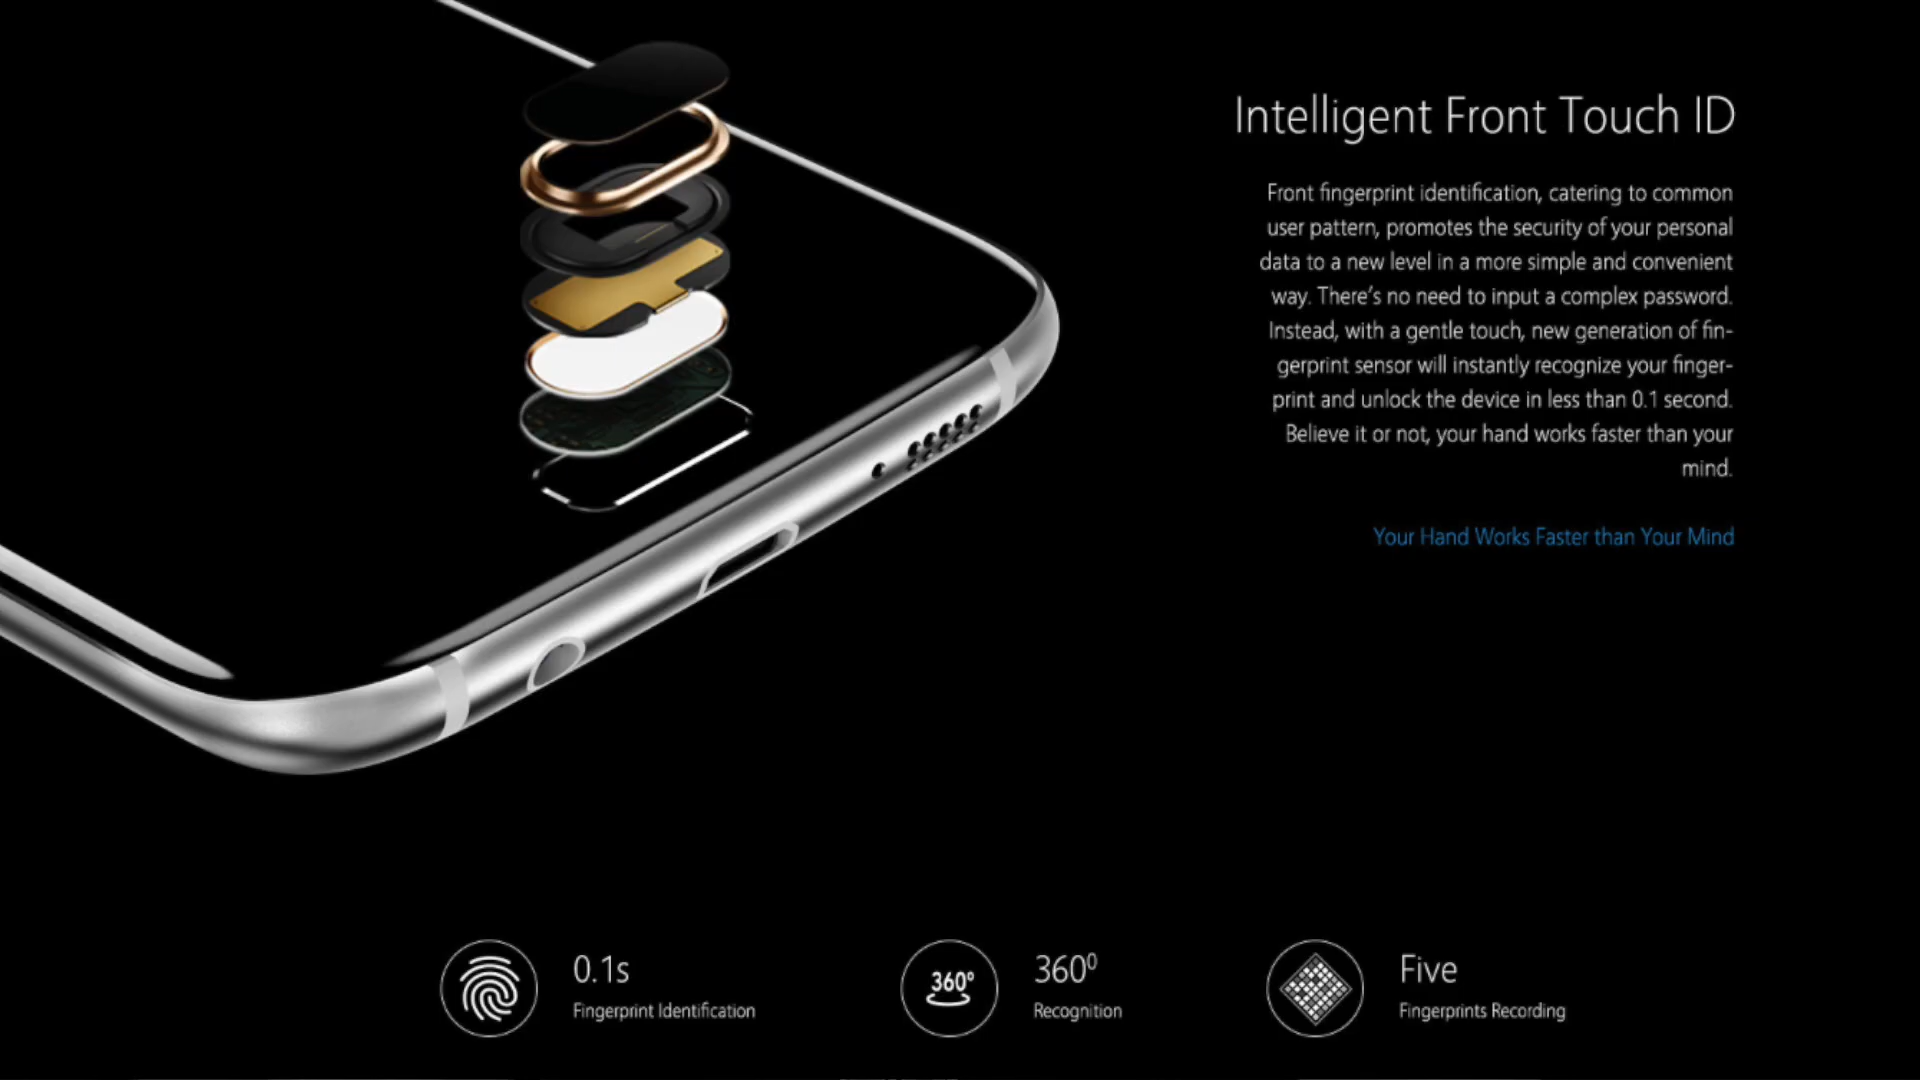 Intelligent Front Touch ID
Front fingerprint identification, catering to common
user pattern, promotes the security of your personal
data to a new level in a more simple and convenient
way. There's no need to input a complex password.
Instead, with a gentle touch, new generation of fin-
gerprint sensor will instantly recognize your finger-
print and unlock the device in less than 0.1 second.
Believe it or not, your hand works faster than your
mind.
Your Hand Works Faster than Your Mind
0.1s
Fingerprint Identification
360°
360⁰
Recognition
Five
Fingerprints Recording